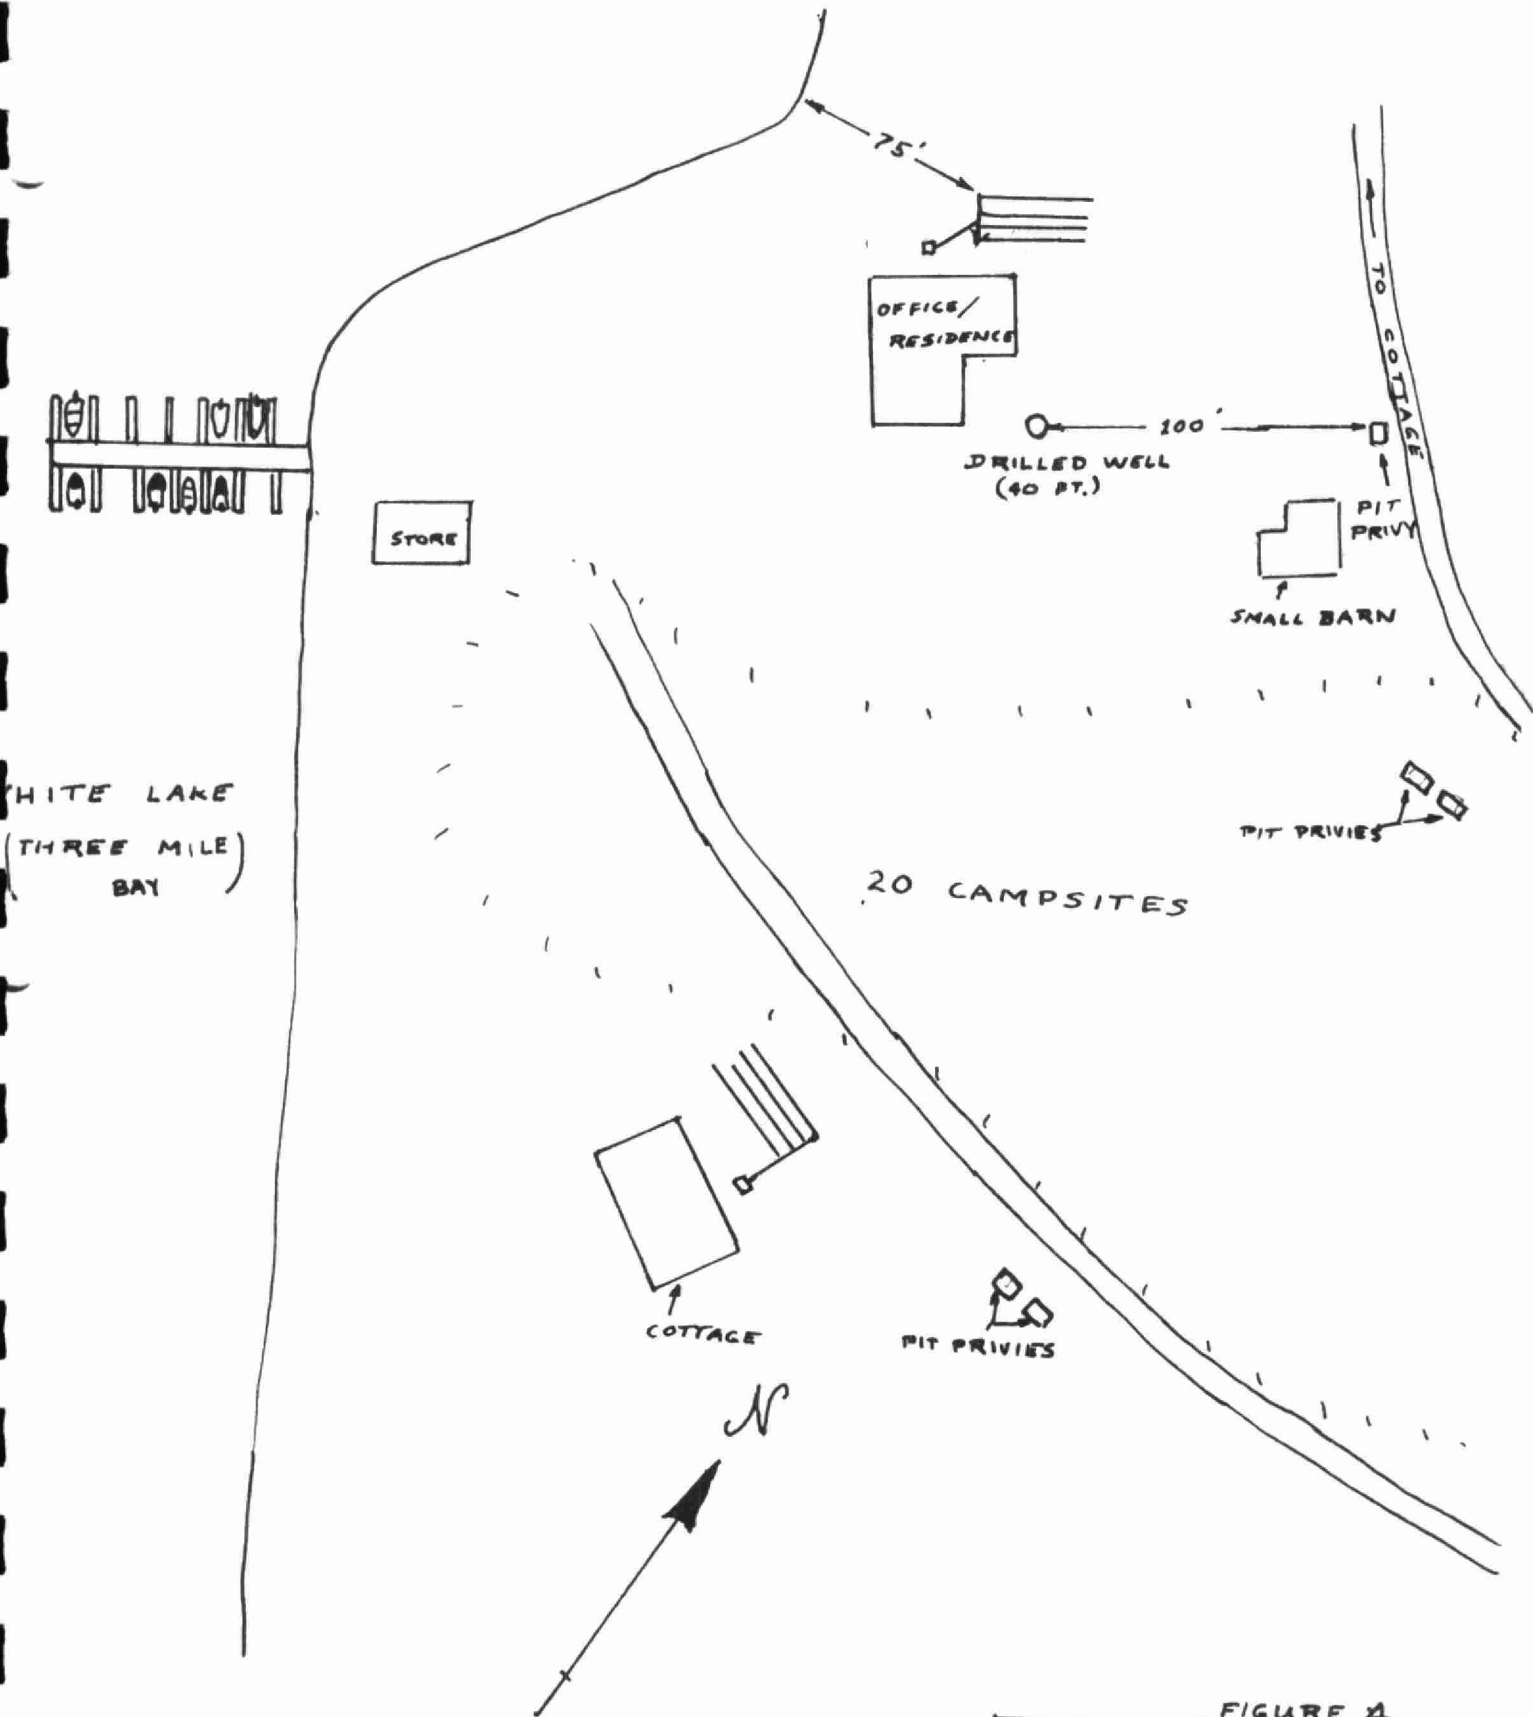 75'
OFFICE/
RESIDENCE
TO COTTAGE
100'
DRILLED WELL
(40 FT.)
PIT
PRIVY
STORE
SMALL BARN
HITE LAKE
(THREE MILE)
BAY
PIT PRIVIES
20 CAMPSITES
COTTAGE
PIT PRIVIES
N
FIGURE A